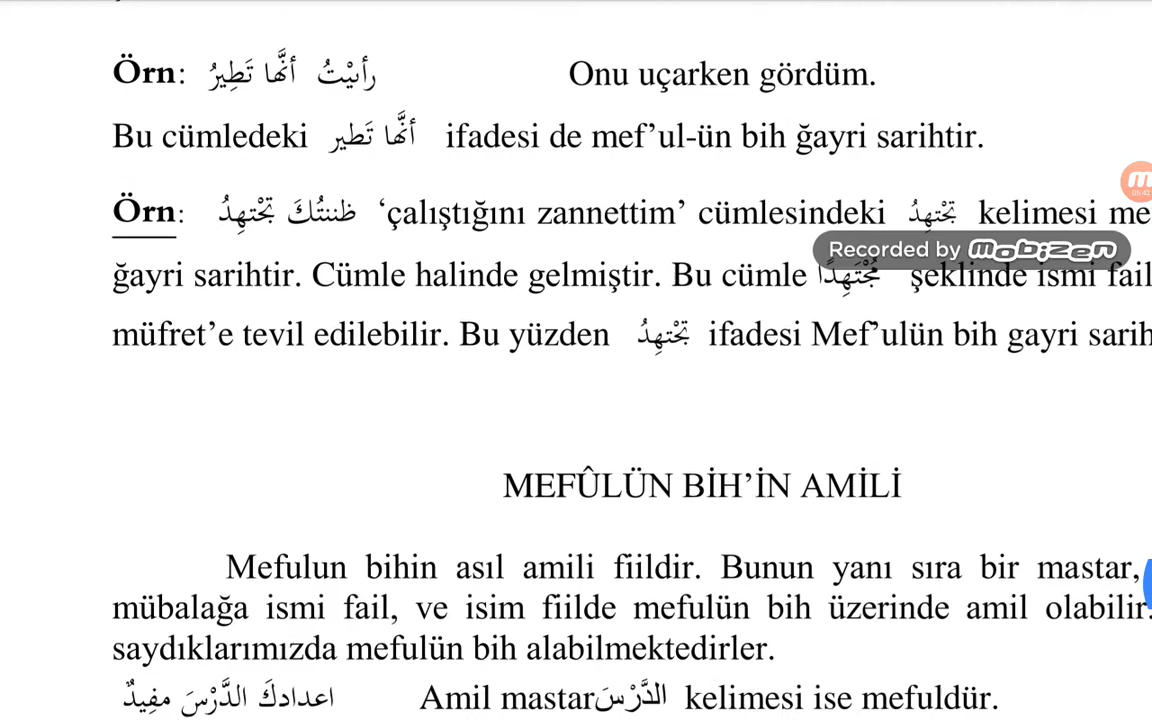 Örn: رأيْتُ أنَّها تَطِيرُ Onu uçarken gördüm.
Bu cümledeki أنَّها تَطير ifadesi de mef’ul-ün bih ğayri sarihtir.
Örn: ظننتُكَ تَجْتهِدُ ‘çalıştığını zannettim’ cümlesindeki تَجْتهِدُ kelimesi me
Recorded by mobizen
ğayri sarihtir. Cümle halinde gelmiştir. Bu cümle مُجْتَهِدًا şeklinde ismi fail
müfret’e tevil edilebilir. Bu yüzden تَجْتهِدُ ifadesi Mef’ulün bih gayri sarih
MEFÛLÜN BİH’İN AMİLİ
Mefulun bihin asıl amili fiildir. Bunun yanı sıra bir mastar,
mübalağa ismi fail, ve isim fiilde mefulün bih üzerinde amil olabilir.
saydıklarımızda mefulün bih alabilmektedirler.
اعدادكَ الدَّرْسَ مفِيدٌ Amil mastar الدَّرْسَ kelimesi ise mefuldür.